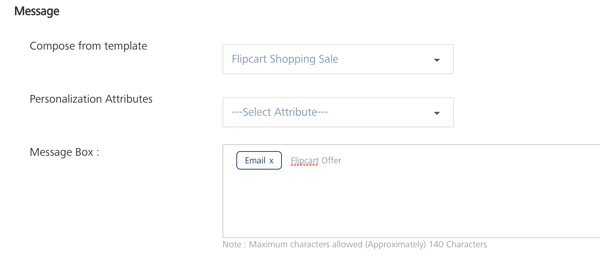 Message
Compose from template
Flipcart Shopping Sale
Personalization Attributes
---Select Attribute---
Message Box :
Email x Flipcart Offer
Note : Maximum characters allowed (Approximately) 140 Characters